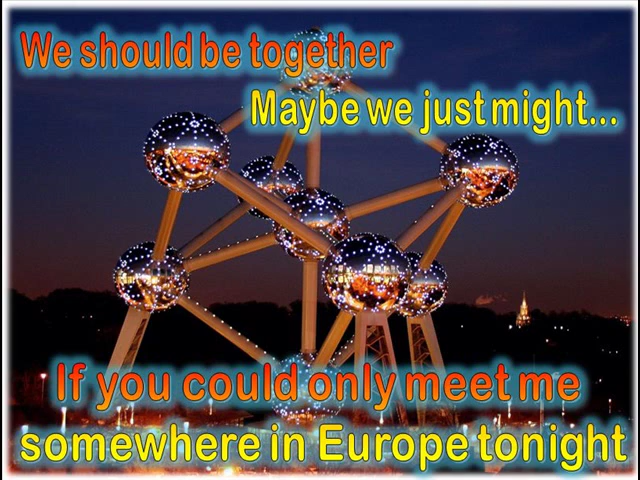 We should be together
Maybe we just might...
If you could only meet me
somewhere in Europe tonight